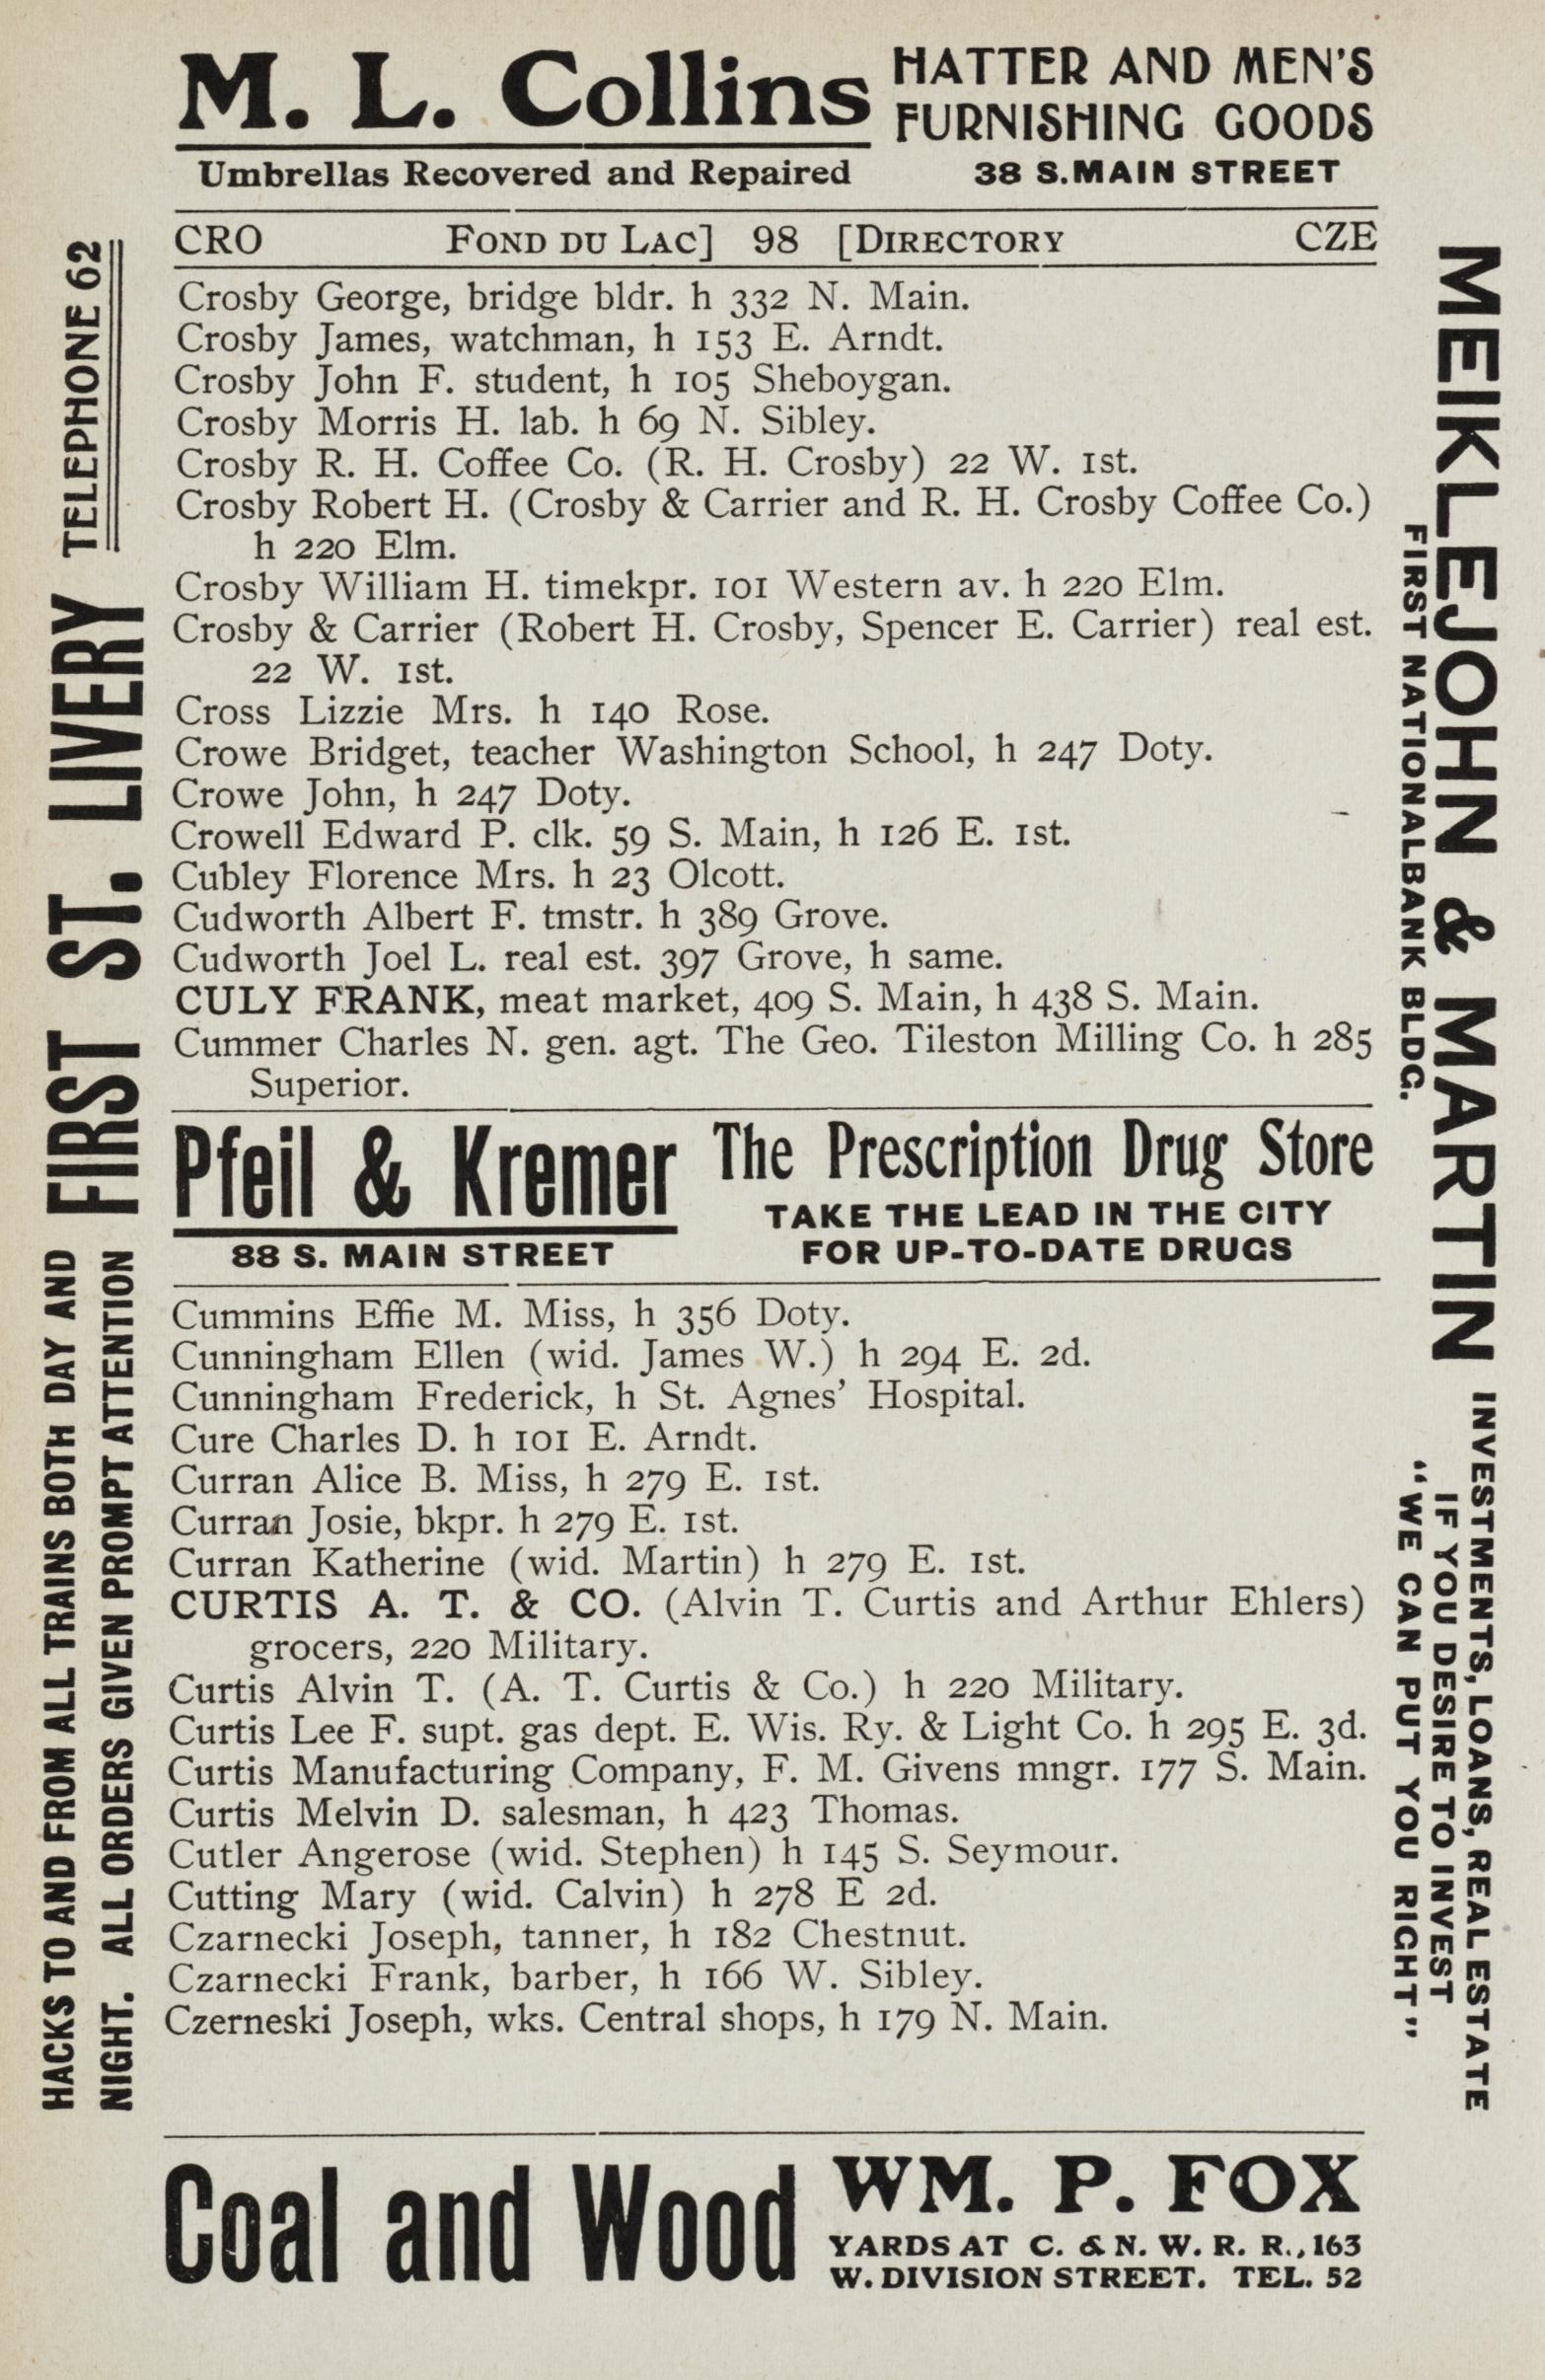 M. L. Collins
Umbrellas Recovered and Repaired
HATTER AND MEN'S
FURNISHING GOODS
38 S.MAIN STREET
CRO FOND DU LAC] 98 [DIRECTORY CZE
Crosby George, bridge bldr. h 332 N. Main.
Crosby James, watchman, h 153 E. Arndt.
Crosby John F. student, h 105 Sheboygan.
Crosby Morris H. lab. h 69 N. Sibley.
Crosby R. H. Coffee Co. (R. H. Crosby) 22 W. 1st.
Crosby Robert H. (Crosby & Carrier and R. H. Crosby Coffee Co.)
h 220 Elm.
Crosby William H. timekpr. 101 Western av. h 220 Elm.
Crosby & Carrier (Robert H. Crosby, Spencer E. Carrier) real est.
22 W. 1st.
Cross Lizzie Mrs. h 140 Rose.
Crowe Bridget, teacher Washington School, h 247 Doty.
Crowe John, h 247 Doty.
Crowell Edward P. clk. 59 S. Main, h 126 E. 1st.
Cubley Florence Mrs. h 23 Olcott.
Cudworth Albert F. tmstr. h 389 Grove.
Cudworth Joel L. real est. 397 Grove, h same.
CULY FRANK, meat market, 409 S. Main, h 438 S. Main.
Cummer Charles N. gen. agt. The Geo. Tileston Milling Co. h 285
Superior.
Pfeil & Kremer
88 S. MAIN STREET
The Prescription Drug Store
TAKE THE LEAD IN THE CITY
FOR UP-TO-DATE DRUGS
Cummins Effie M. Miss, h 356 Doty.
Cunningham Ellen (wid. James W.) h 294 E. 2d.
Cunningham Frederick, h St. Agnes' Hospital.
Cure Charles D. h 101 E. Arndt.
Curran Alice B. Miss, h 279 E. 1st.
Curran Josie, bkpr. h 279 E. 1st.
Curran Katherine (wid. Martin) h 279 E. 1st.
CURTIS A. T. & CO. (Alvin T. Curtis and Arthur Ehlers)
grocers, 220 Military.
Curtis Alvin T. (A. T. Curtis & Co.) h 220 Military.
Curtis Lee F. supt. gas dept. E. Wis. Ry. & Light Co. h 295 E. 3d.
Curtis Manufacturing Company, F. M. Givens mngr. 177 S. Main.
Curtis Melvin D. salesman, h 423 Thomas.
Cutler Angerose (wid. Stephen) h 145 S. Seymour.
Cutting Mary (wid. Calvin) h 278 E 2d.
Czarnecki Joseph, tanner, h 182 Chestnut.
Czarnecki Frank, barber, h 166 W. Sibley.
Czerneski Joseph, wks. Central shops, h 179 N. Main.
Coal and Wood
WM. P. FOX
YARDS AT C. & N. W. R. R., 163
W. DIVISION STREET. TEL. 52
HACKS TO AND FROM ALL TRAINS BOTH DAY AND
NIGHT. ALL ORDERS GIVEN PROMPT ATTENTION
FIRST ST. LIVERY
TELEPHONE 62
MEIKLEJOHN & MARTIN
FIRST NATIONALBANK BLDG.
INVESTMENTS, LOANS, REAL ESTATE
IF YOU DESIRE TO INVEST
"WE CAN PUT YOU RIGHT"